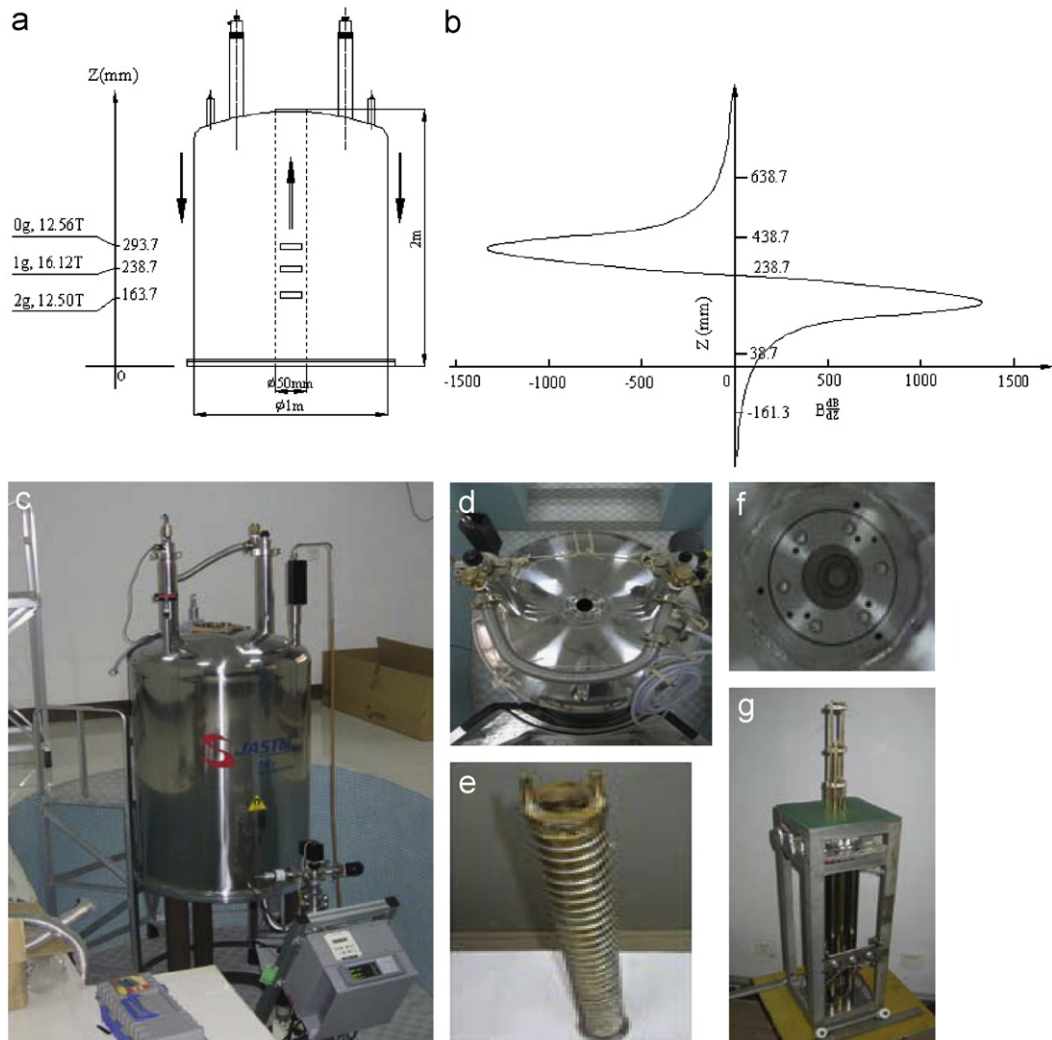 a
Z(mm)
0g, 12.56T
293.7
1g, 16.12T
238.7
2g, 12.50T
163.7
0
2m
ϕ50mm
ϕ1m
b
638.7
438.7
238.7
Z (mm)
38.7
-1500
-1000
-500
0
500
1000
1500
-161.3
B dB/dZ
c
JASTEC
d
e
f
g